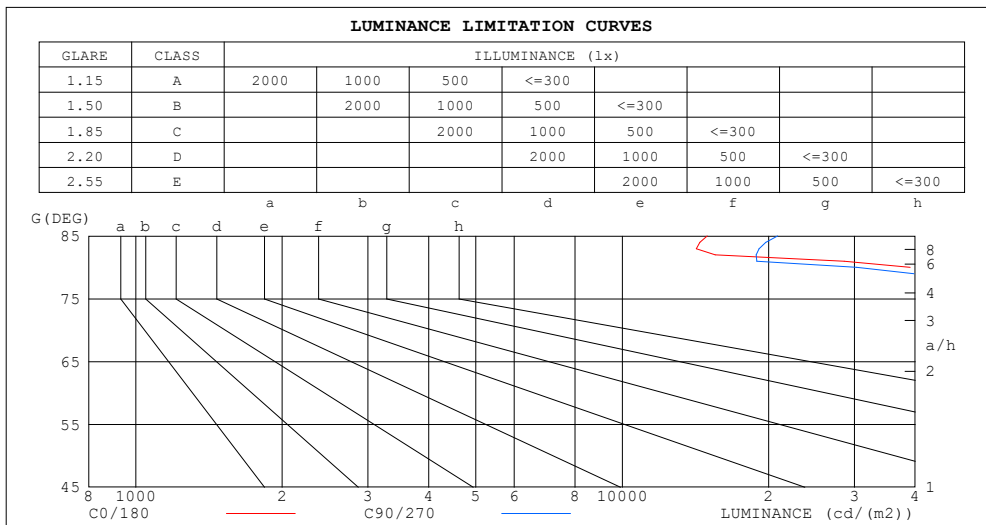 LUMINANCE LIMITATION CURVES
GLARE CLASS ILLUMINANCE (lx)
1.15 A 2000 1000 500 <=300
1.50 B 2000 1000 500 <=300
1.85 C 2000 1000 500 <=300
2.20 D 2000 1000 500 <=300
2.55 E 2000 1000 500 <=300
a b c d e f g h
G(DEG) a b c d e f g h
85 8
6
75 4
3
65 a/h
2
55
45 1
8 1000 2 3 4 5 6 8 10000 2 3 4
C0/180 C90/270 LUMINANCE (cd/(m2))